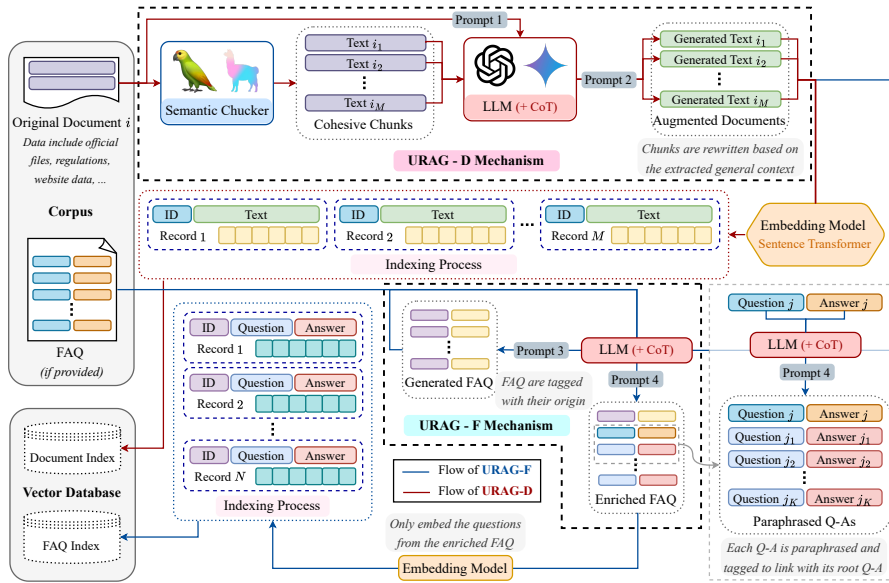 Original Document i
Data include official
files, regulations,
website data, ...
Corpus
FAQ
(if provided)
Semantic Chucker
Text i1
Text i2
Text iM
Cohesive Chunks
Prompt 1
LLM (+ CoT)
Prompt 2
Generated Text i1
Generated Text i2
Generated Text iM
Augmented Documents
URAG - D Mechanism
Chunks are rewritten based on
the extracted general context
ID Text
Record 1
ID Text
Record 2
...
ID Text
Record M
Indexing Process
Embedding Model
Sentence Transformer
ID Question Answer
Record 1
ID Question Answer
Record 2
ID Question Answer
Record N
Indexing Process
Generated FAQ
Prompt 3
LLM (+ CoT)
FAQ are tagged
with their origin
Prompt 4
URAG - F Mechanism
Enriched FAQ
Flow of URAG-F
Flow of URAG-D
Question j Answer j
LLM (+ CoT)
Prompt 4
Question j Answer j
Question j1 Answer j1
Question j2 Answer j2
Question jK Answer jK
Paraphrased Q-As
Each Q-A is paraphrased and
tagged to link with its root Q-A
Document Index
Vector Database
FAQ Index
Only embed the questions
from the enriched FAQ
Embedding Model